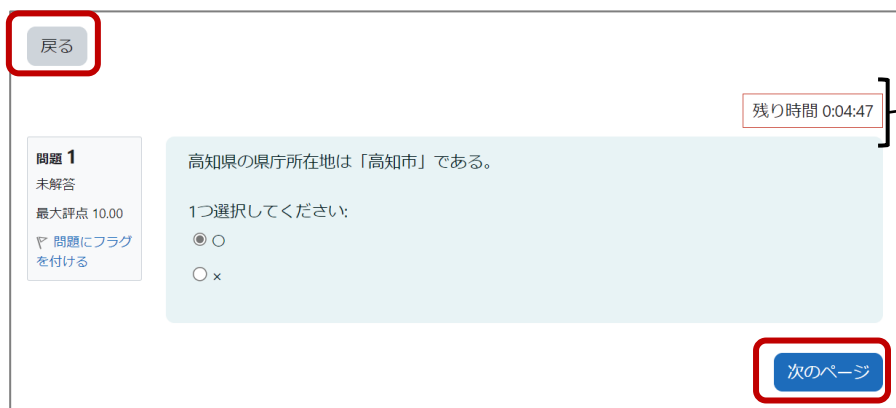 戻る
残り時間 0:04:47
問題 1
未解答
最大評点 10.00
問題にフラグ
を付ける
高知県の県庁所在地は「高知市」である。
1つ選択してください:
○
×
次のページ